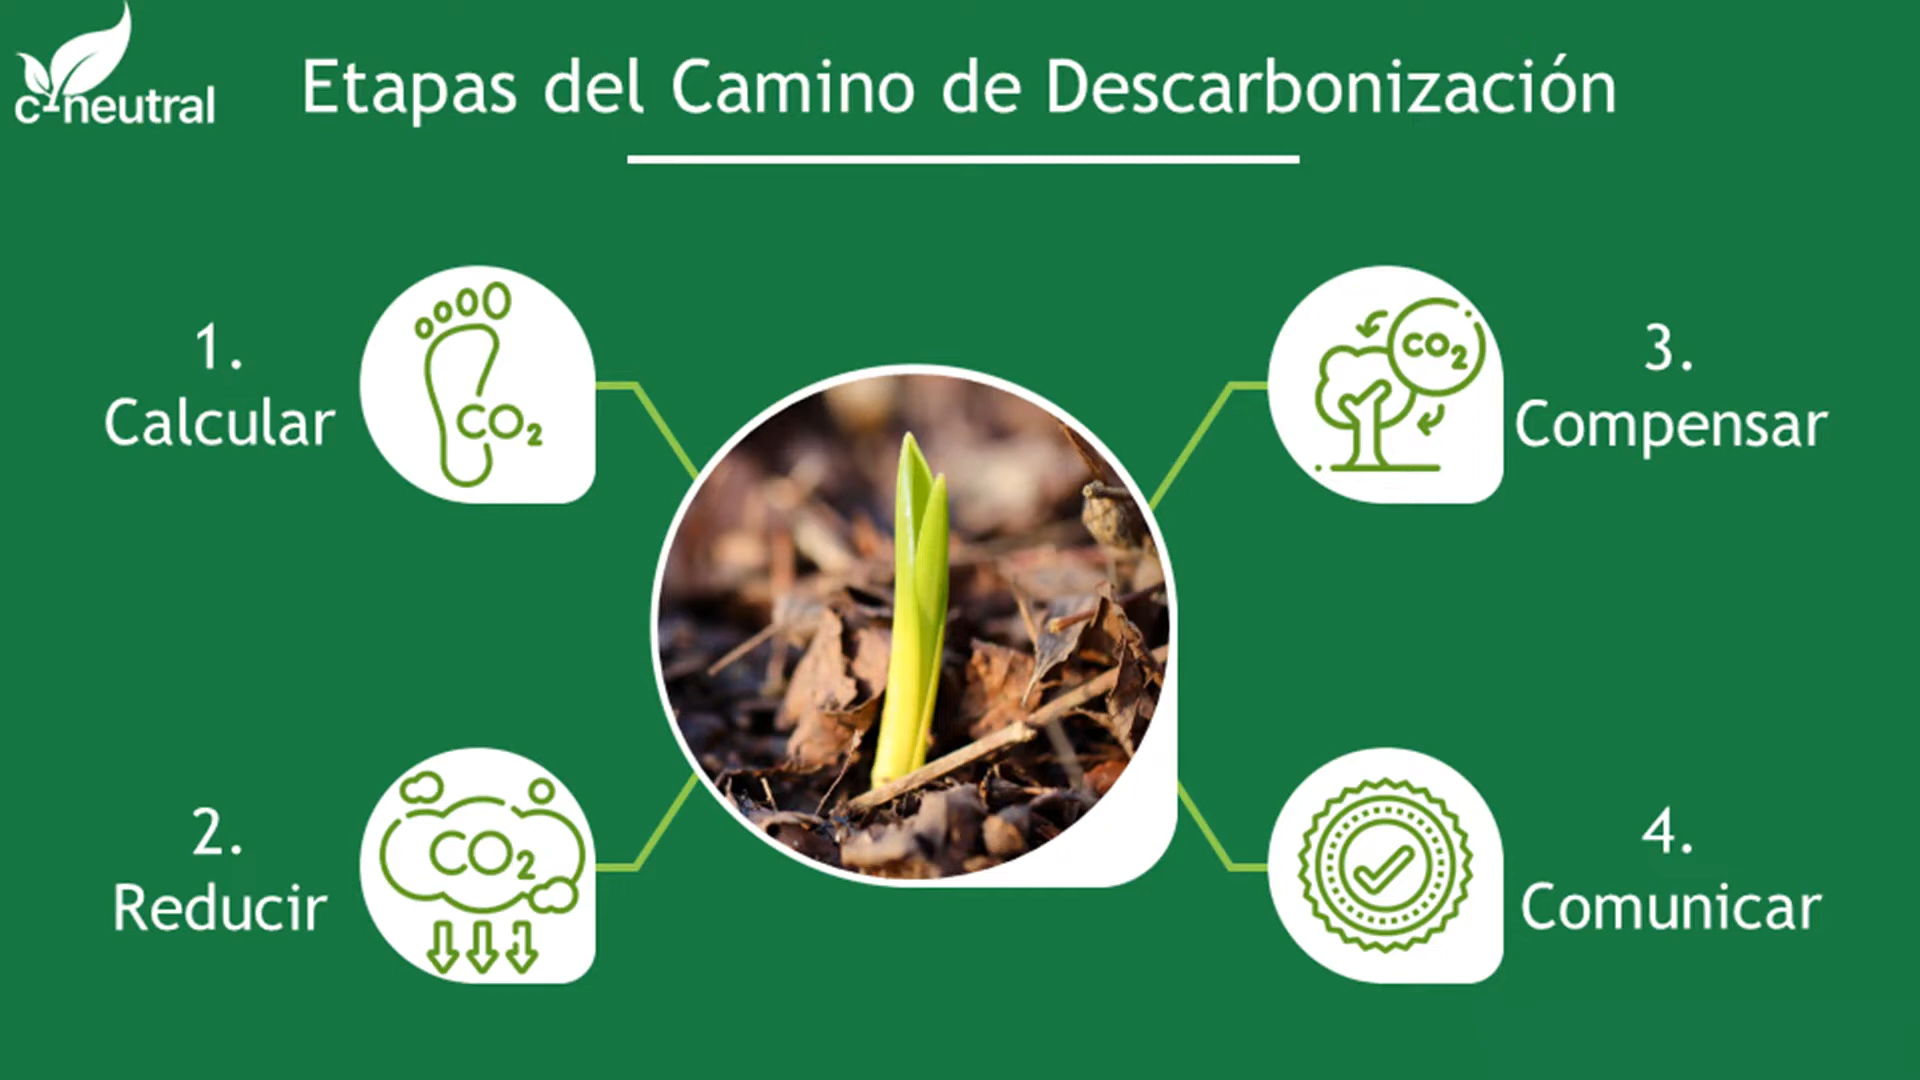 c-neutral
Etapas del Camino de Descarbonización
1.
Calcular
CO2
2.
Reducir
CO2
3.
Compensar
CO2
4.
Comunicar